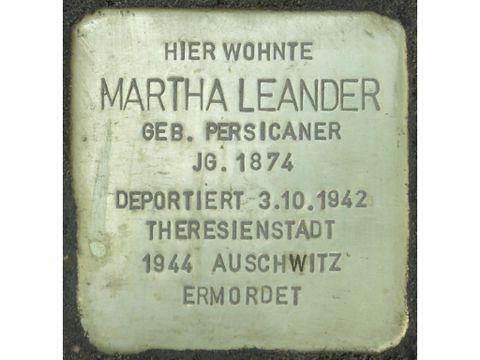 HIER WOHNTE
MARTHA LEANDER
GEB. PERSICANER
JG. 1874
DEPORTIERT 3.10.1942
THERESIENSTADT
1944 AUSCHWITZ
ERMORDET